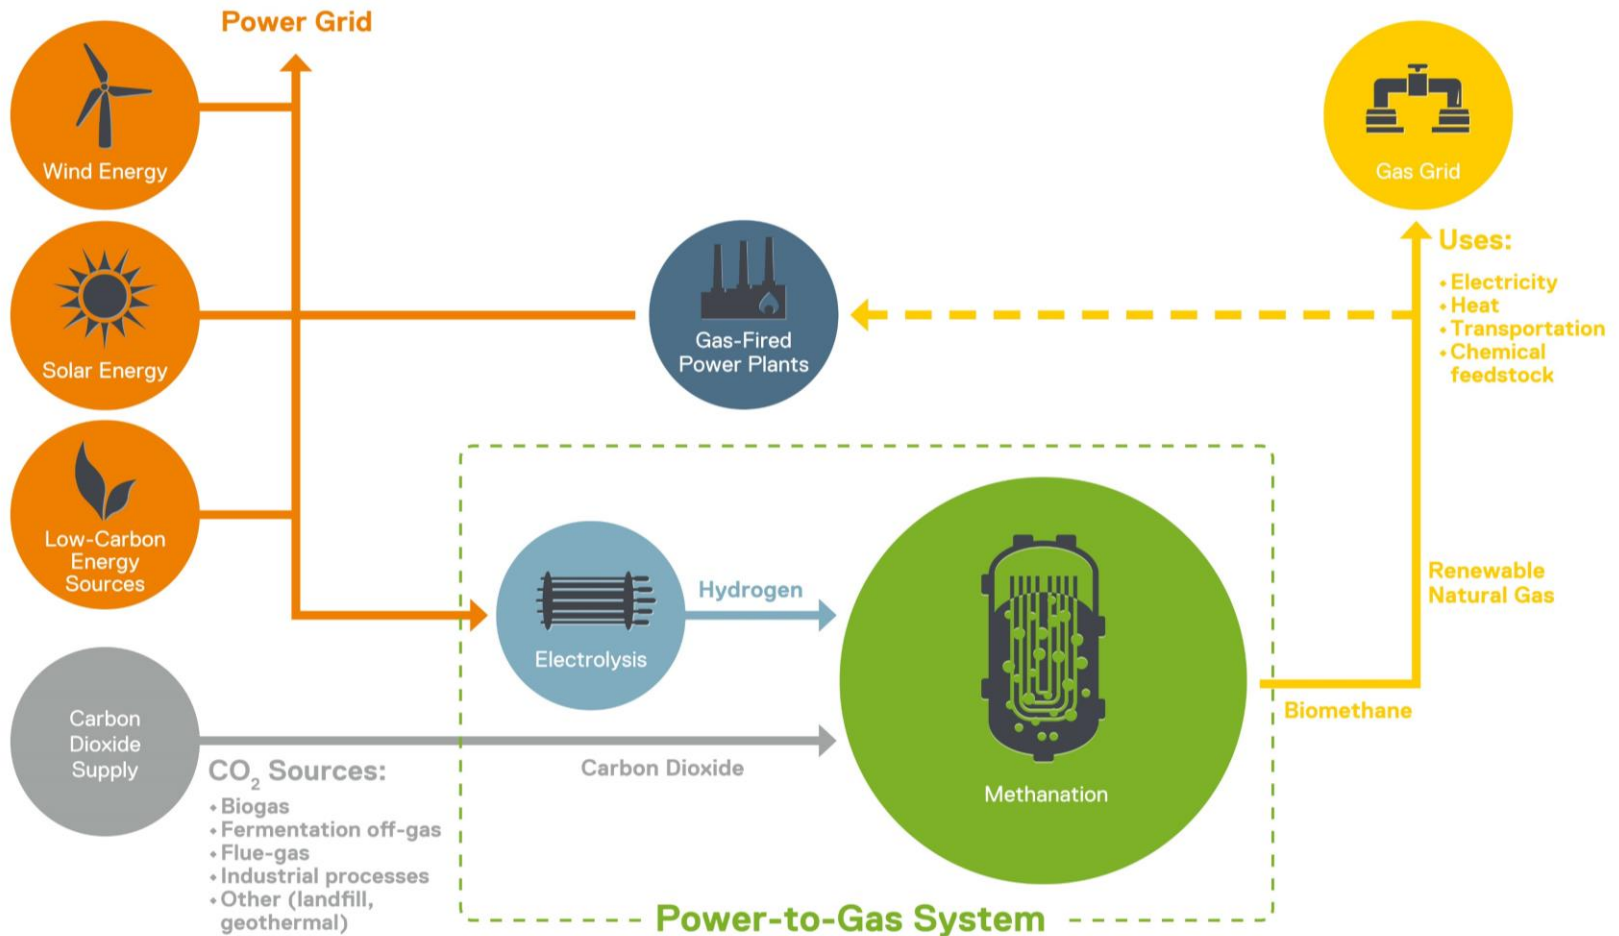 Power Grid
Wind Energy
Gas Grid
Solar Energy
Gas-Fired
Power Plants
Uses:
• Electricity
• Heat
• Transportation
• Chemical
feedstock
Low-Carbon
Energy
Sources
Electrolysis
Hydrogen
Renewable
Natural Gas
Carbon
Dioxide
Supply
CO₂ Sources:
• Biogas
• Fermentation off-gas
• Flue-gas
• Industrial processes
• Other (landfill,
geothermal)
Carbon Dioxide
Methanation
Biomethane
Power-to-Gas System